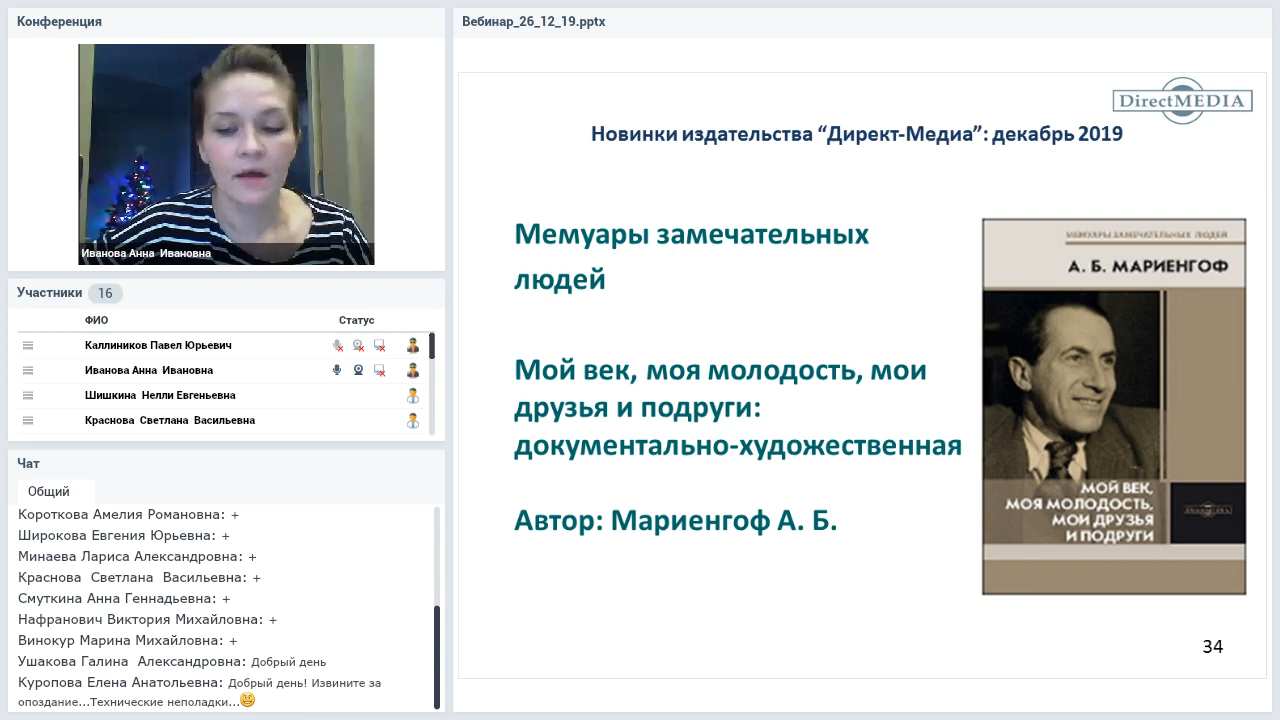 Конференция
Иванова Анна Ивановна
Участники 16
ФИО Статус
Каллиников Павел Юрьевич
Иванова Анна Ивановна
Шишкина Нелли Евгеньевна
Краснова Светлана Васильевна
Чат
Общий
Короткова Амелия Романовна: +
Широкова Евгения Юрьевна: +
Минаева Лариса Александровна: +
Краснова Светлана Васильевна: +
Смуткина Анна Геннадьевна: +
Нафранович Виктория Михайловна: +
Винокур Марина Михайловна: +
Ушакова Галина Александровна: Добрый день
Куропова Елена Анатольевна: Добрый день! Извините за
опоздание...Технические неполадки...
Вебинар_26_12_19.pptx
DirectMEDIA
Новинки издательства “Директ-Медиа”: декабрь 2019
Мемуары замечательных
людей
Мой век, моя молодость, мои
друзья и подруги:
документально-художественная
Автор: Мариенгоф А. Б.
МЕМУАРЫ ЗАМЕЧАТЕЛЬНЫХ ЛЮДЕЙ
А. Б. МАРИЕНГОФ
МОЙ ВЕК,
МОЯ МОЛОДОСТЬ,
МОИ ДРУЗЬЯ
И ПОДРУГИ
34